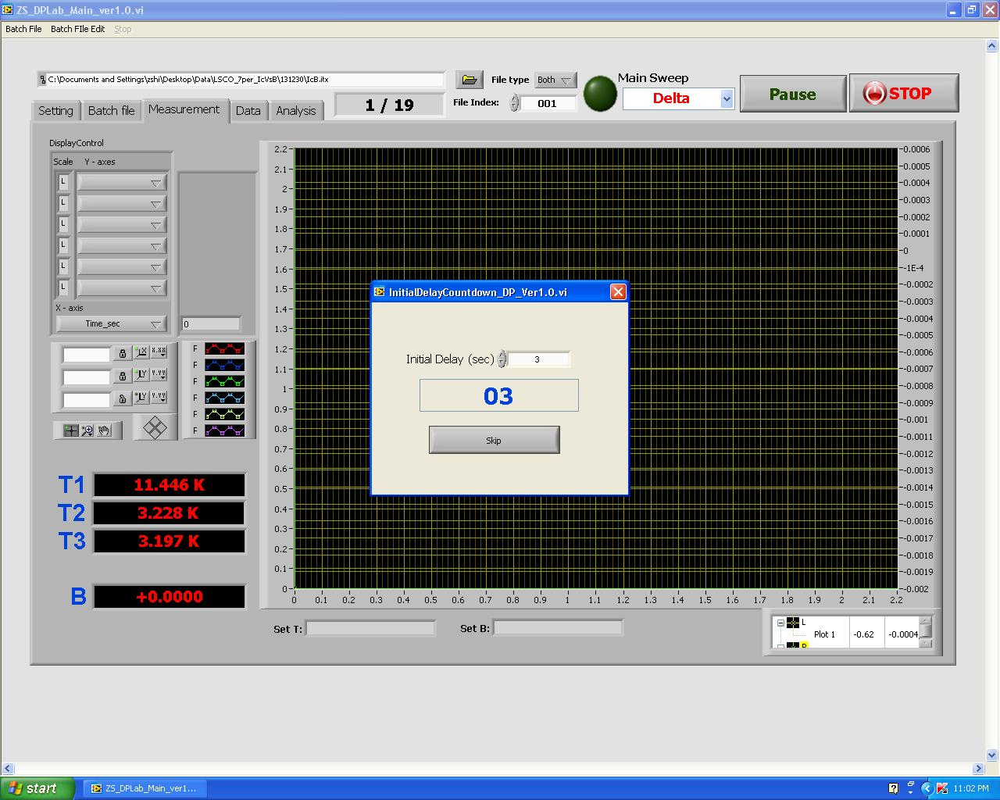 ZS_DPLab_Main_ver1.0.vi
Batch File Batch FIle Edit Stop
C:\Documents and Settings\zshi\Desktop\Data\LSCO_7per_IcVsB\131230\IcB.itx
File type Both
Main Sweep
Delta
Pause
STOP
File Index: 001
1 / 19
Setting Batch file Measurement Data Analysis
DisplayControl
Scale Y - axes
L
L
L
L
L
L
X - axis
Time_sec
0
X.XX
Y.YY
Y.YY
F
F
F
F
F
F
T1 11.446 K
T2 3.228 K
T3 3.197 K
B +0.0000
2.2
2.1
2
1.9
1.8
1.7
1.6
1.5
1.4
1.3
1.2
1.1
1
0.9
0.8
0.7
0.6
0.5
0.4
0.3
0.2
0.1
0
0 0.1 0.2 0.3 0.4 0.5 0.6 0.7 0.8 0.9 1 1.1 1.2 1.3 1.4 1.5 1.6 1.7 1.8 1.9 2 2.1 2.2
-0.0006
-0.0005
-0.0004
-0.0003
-0.0002
-0.0001
-0
-1E-4
-0.0002
-0.0003
-0.0004
-0.0005
-0.0006
-0.0007
-0.0008
-0.0009
-0.001
-0.0011
-0.0012
-0.0013
-0.0014
-0.0015
-0.0016
-0.0017
-0.0018
-0.0019
-0.002
InitialDelayCountdown_DP_Ver1.0.vi
Initial Delay (sec) 3
03
Skip
Set T: Set B:
L
Plot 1 -0.62 -0.0004
start ZS_DPLab_Main_ver1... 11:02 PM